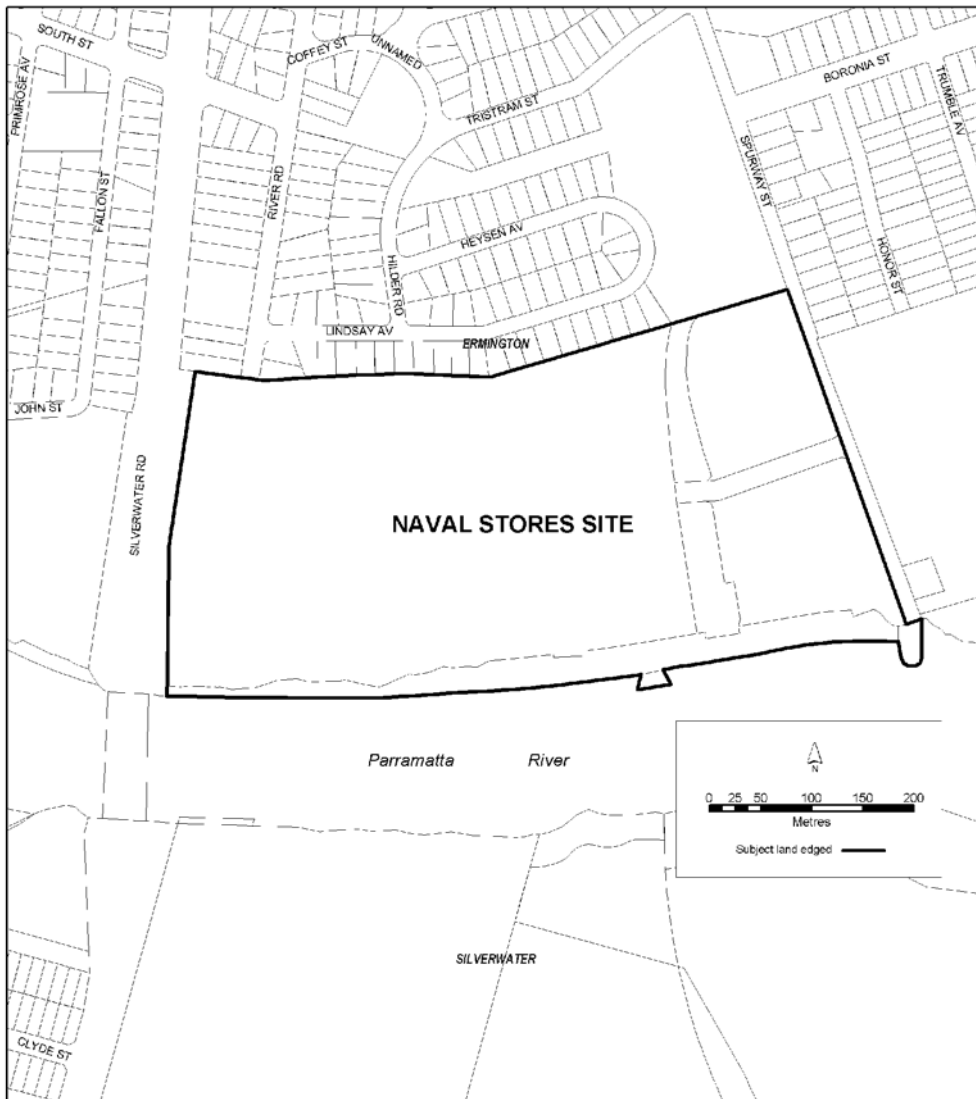 SOUTH ST
PRIMROSE AV
COFFEY ST
UNNAMED
TRISTRAM ST
BORONIA ST
TRUMBLE AV
FALLON ST
RIVER RD
SPURWAY ST
HEYSEN AV
HONOR ST
HILDER RD
LINDSAY AV
ERMINGTON
JOHN ST
SILVERWATER RD
NAVAL STORES SITE
Parramatta River
N
0 25 50 100 150 200
Metres
Subject land edged
SILVERWATER
CLYDE ST